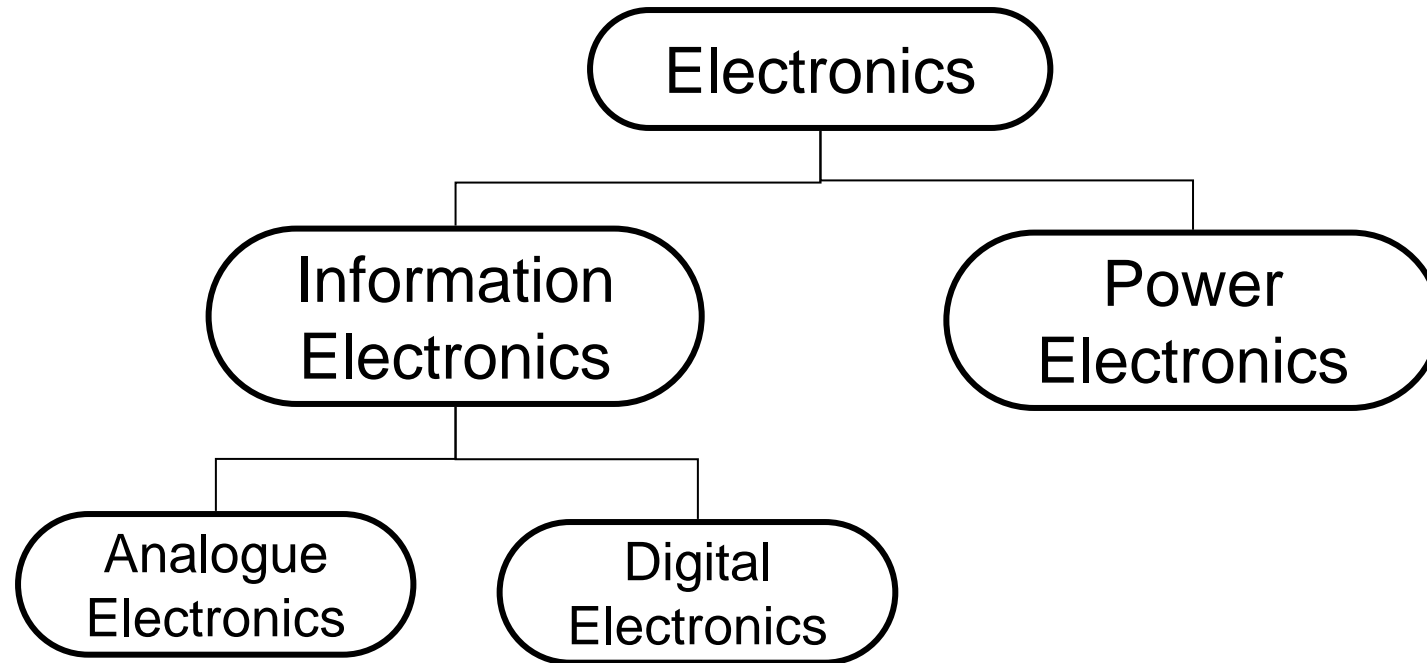 Electronics
Information
Electronics
Power
Electronics
Analogue
Electronics
Digital
Electronics